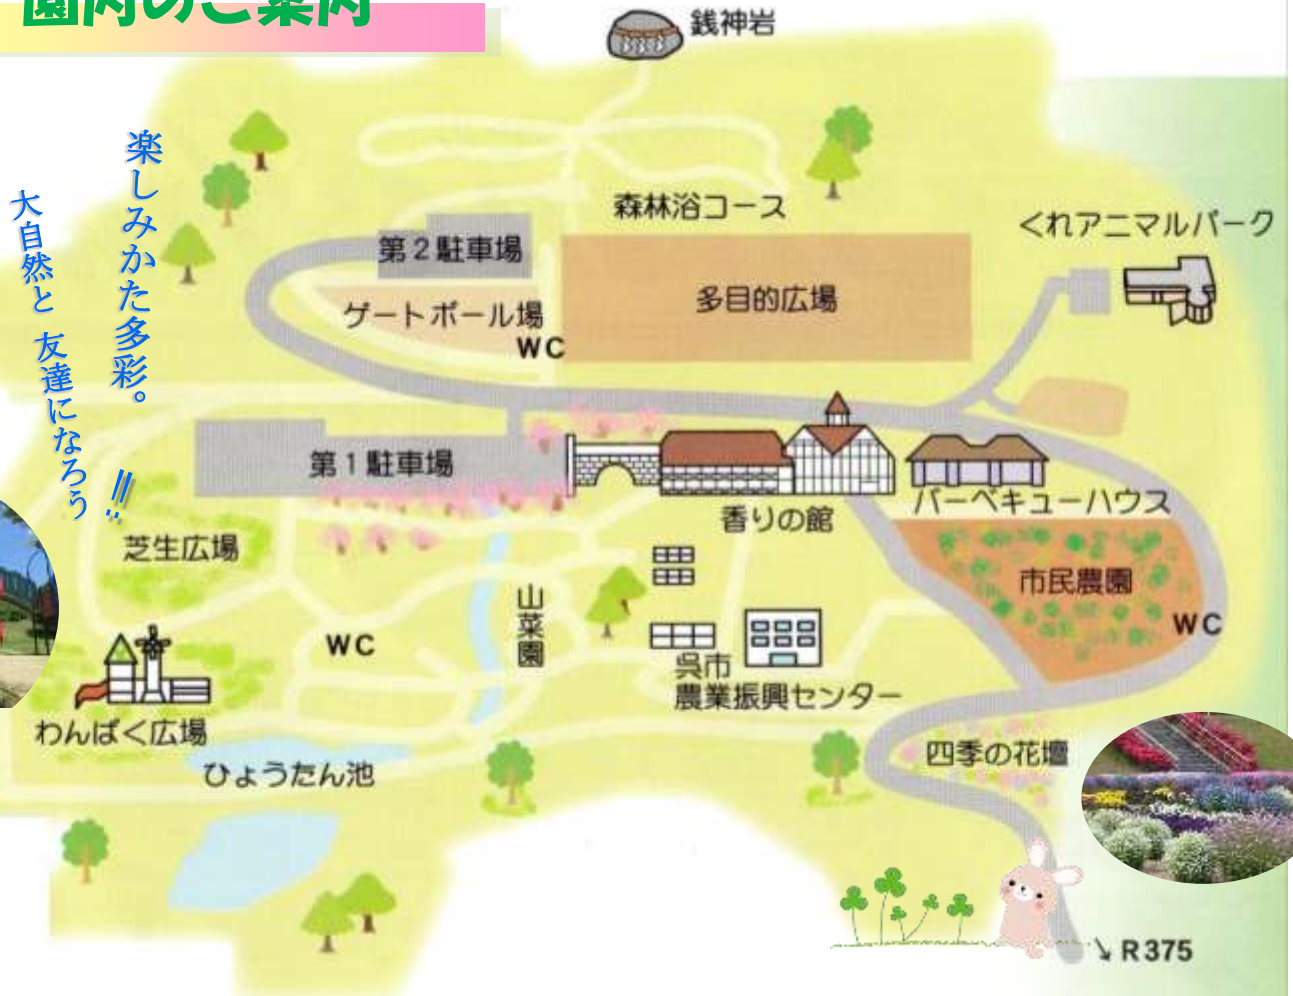 園内のご案内
銭神岩
楽しみかた多彩。
大自然と 友達になろう!!
森林浴コース
くれアニマルパーク
第2駐車場
多目的広場
ゲートボール場
WC
第1駐車場
香りの館
バーベキューハウス
芝生広場
市民農園
山菜園
WC
WC
呉市
農業振興センター
わんぱく広場
ひょうたん池
四季の花壇
↘ R375